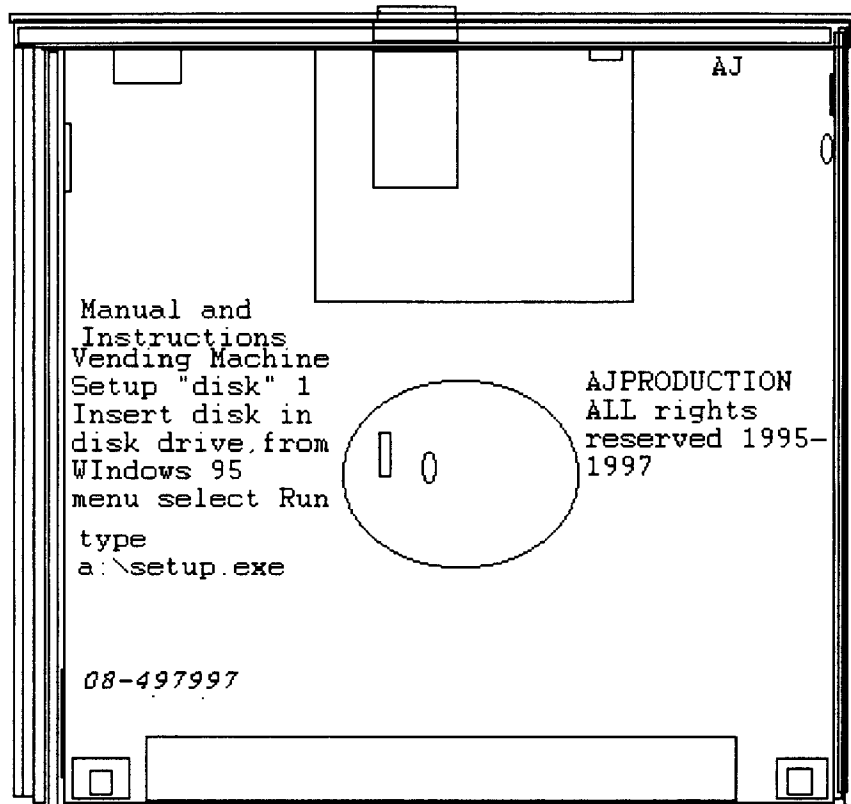 AJ
Manual and
Instructions
Vending Machine
Setup "disk" 1
Insert disk in
disk drive,from
WIndows 95
menu select Run
type
a:\setup.exe
AJPRODUCTION
ALL rights
reserved 1995-
1997
08-497997